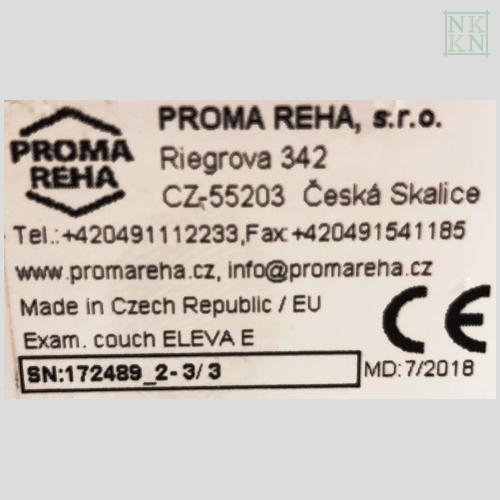 NK
KN
PROMA REHA, s.r.o.
PROMA
REHA
Riegrova 342
CZ-55203 Česká Skalice
Tel.:+420491112233,Fax:+420491541185
www.promareha.cz, info@promareha.cz
Made in Czech Republic / EU
Exam. couch ELEVA E
CE
SN:172489_2- 3/ 3
MD: 7/2018